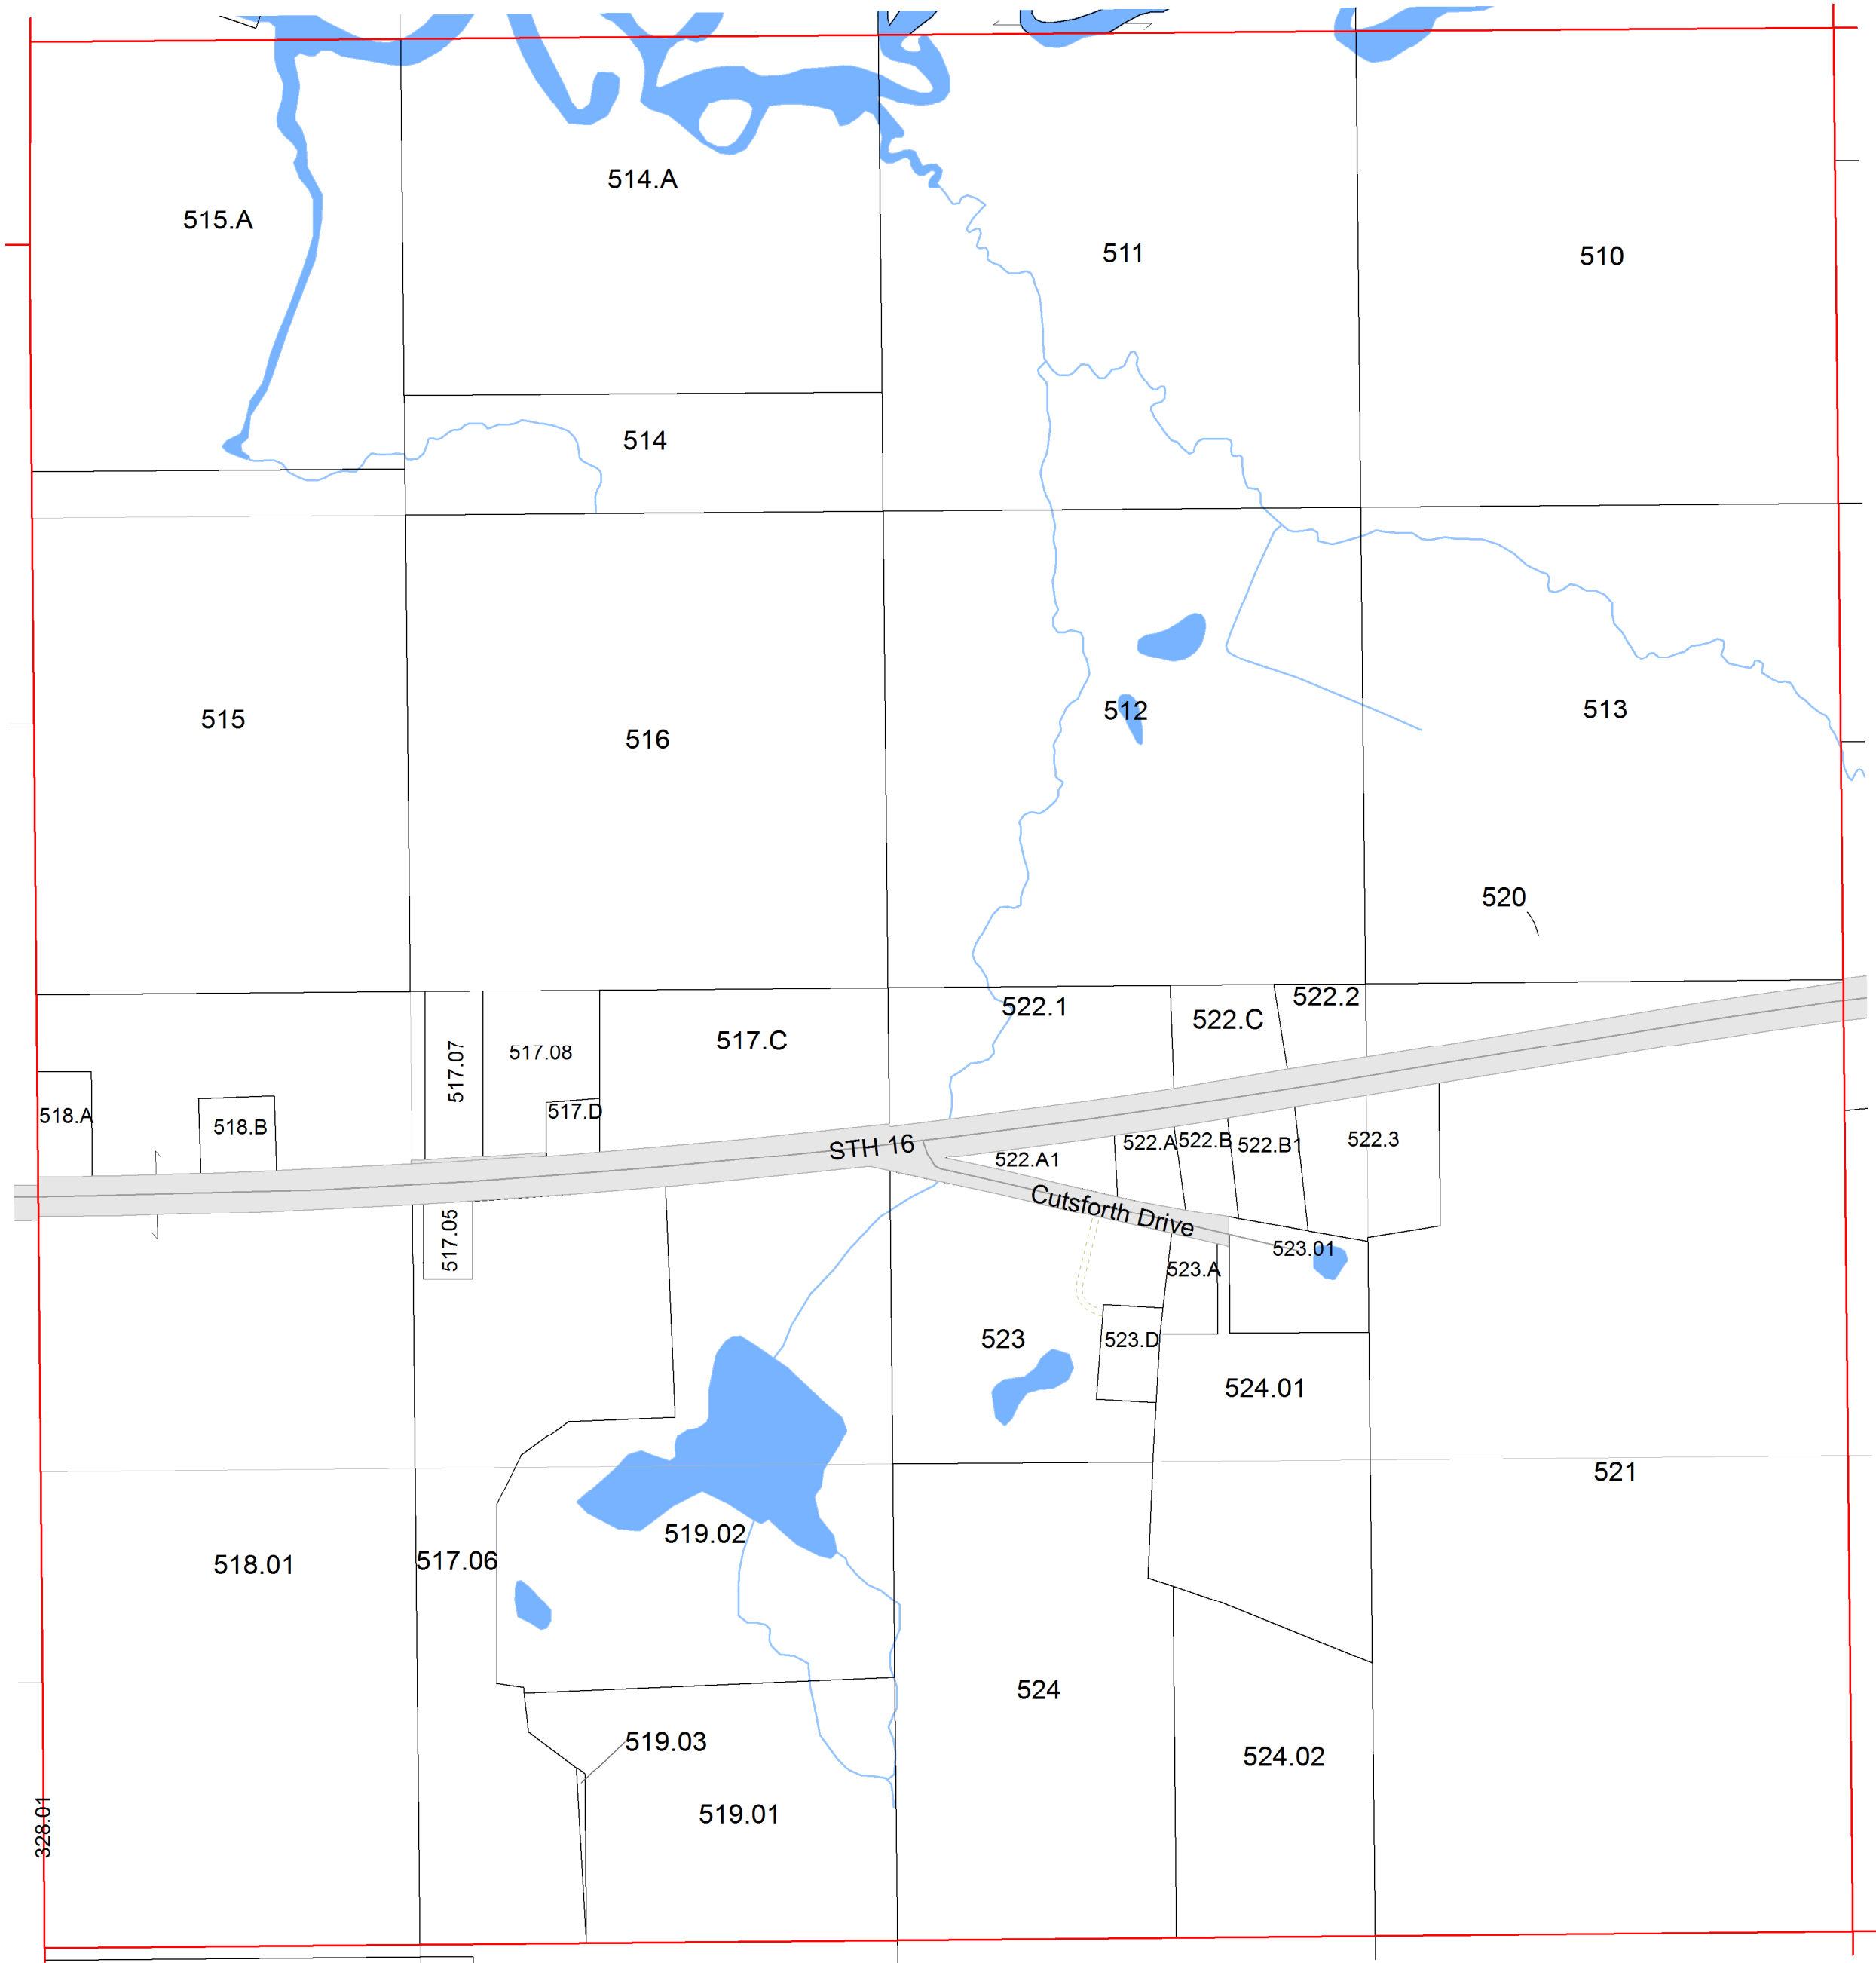 514.A
515.A
511
510
514
515
516
512
513
520
522.1
522.2
522.C
517.C
517.07
517.08
517.D
518.A
518.B
STH 16
522.A1
522.A
522.B
522.B1
522.3
Cutsforth Drive
517.05
523.01
523.A
523
523.D
524.01
521
519.02
518.01
517.06
524
519.03
524.02
519.01
328.01